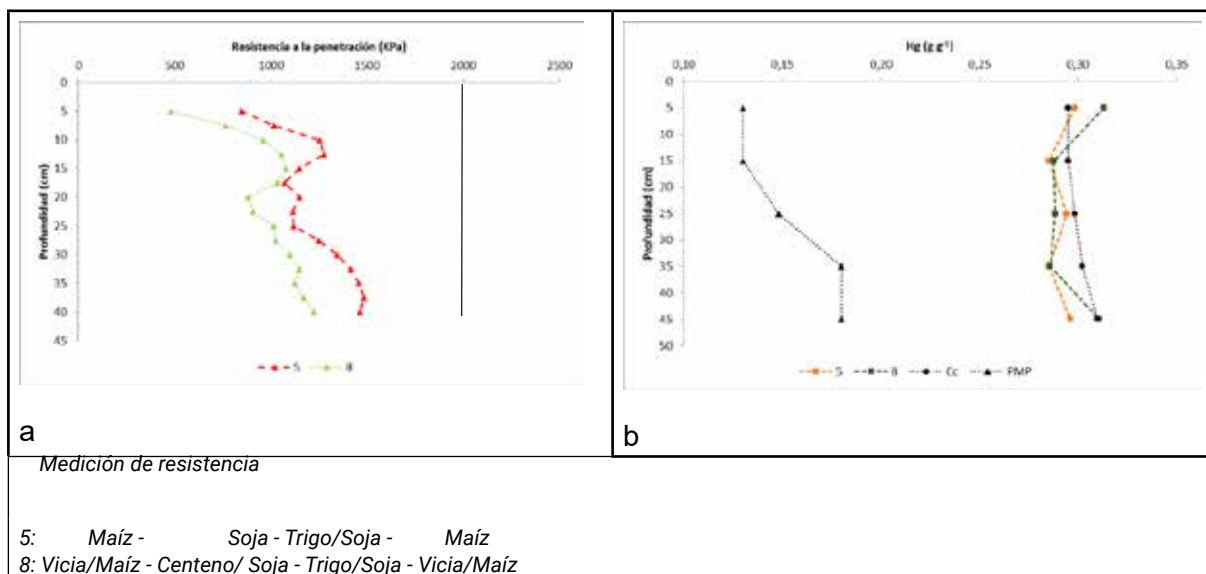 Resistencia a la penetración (KPa)
0 500 1000 1500 2000 2500
Profundidad (cm)
0
5
10
15
20
25
30
35
40
45
5 8
a
Hg (g g⁻¹)
0,10 0,15 0,20 0,25 0,30 0,35
Profundidad (cm)
0
5
10
15
20
25
30
35
40
45
50
5 8 Cc PMP
b
Medición de resistencia
5: Maíz - Soja - Trigo/Soja - Maíz
8: Vicia/Maíz - Centeno/ Soja - Trigo/Soja - Vicia/Maíz